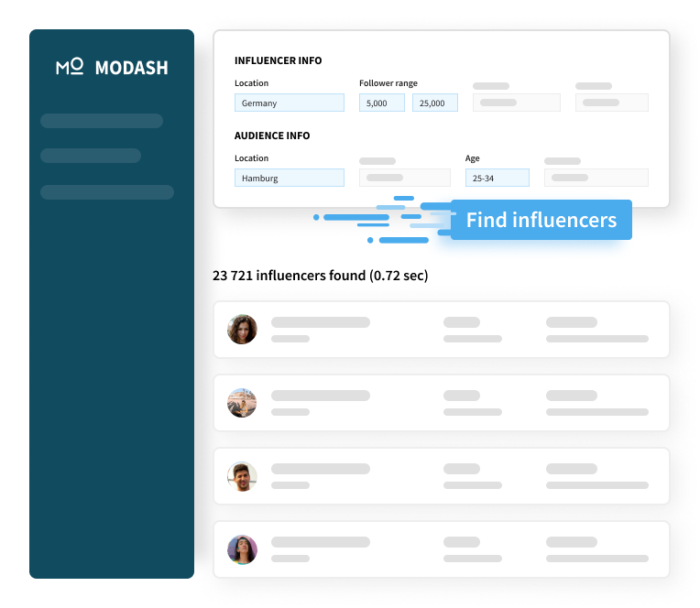 MO MODASH
INFLUENCER INFO
Location Follower range
Germany 5,000 25,000
AUDIENCE INFO
Location Age
Hamburg 25-34
Find influencers
23 721 influencers found (0.72 sec)